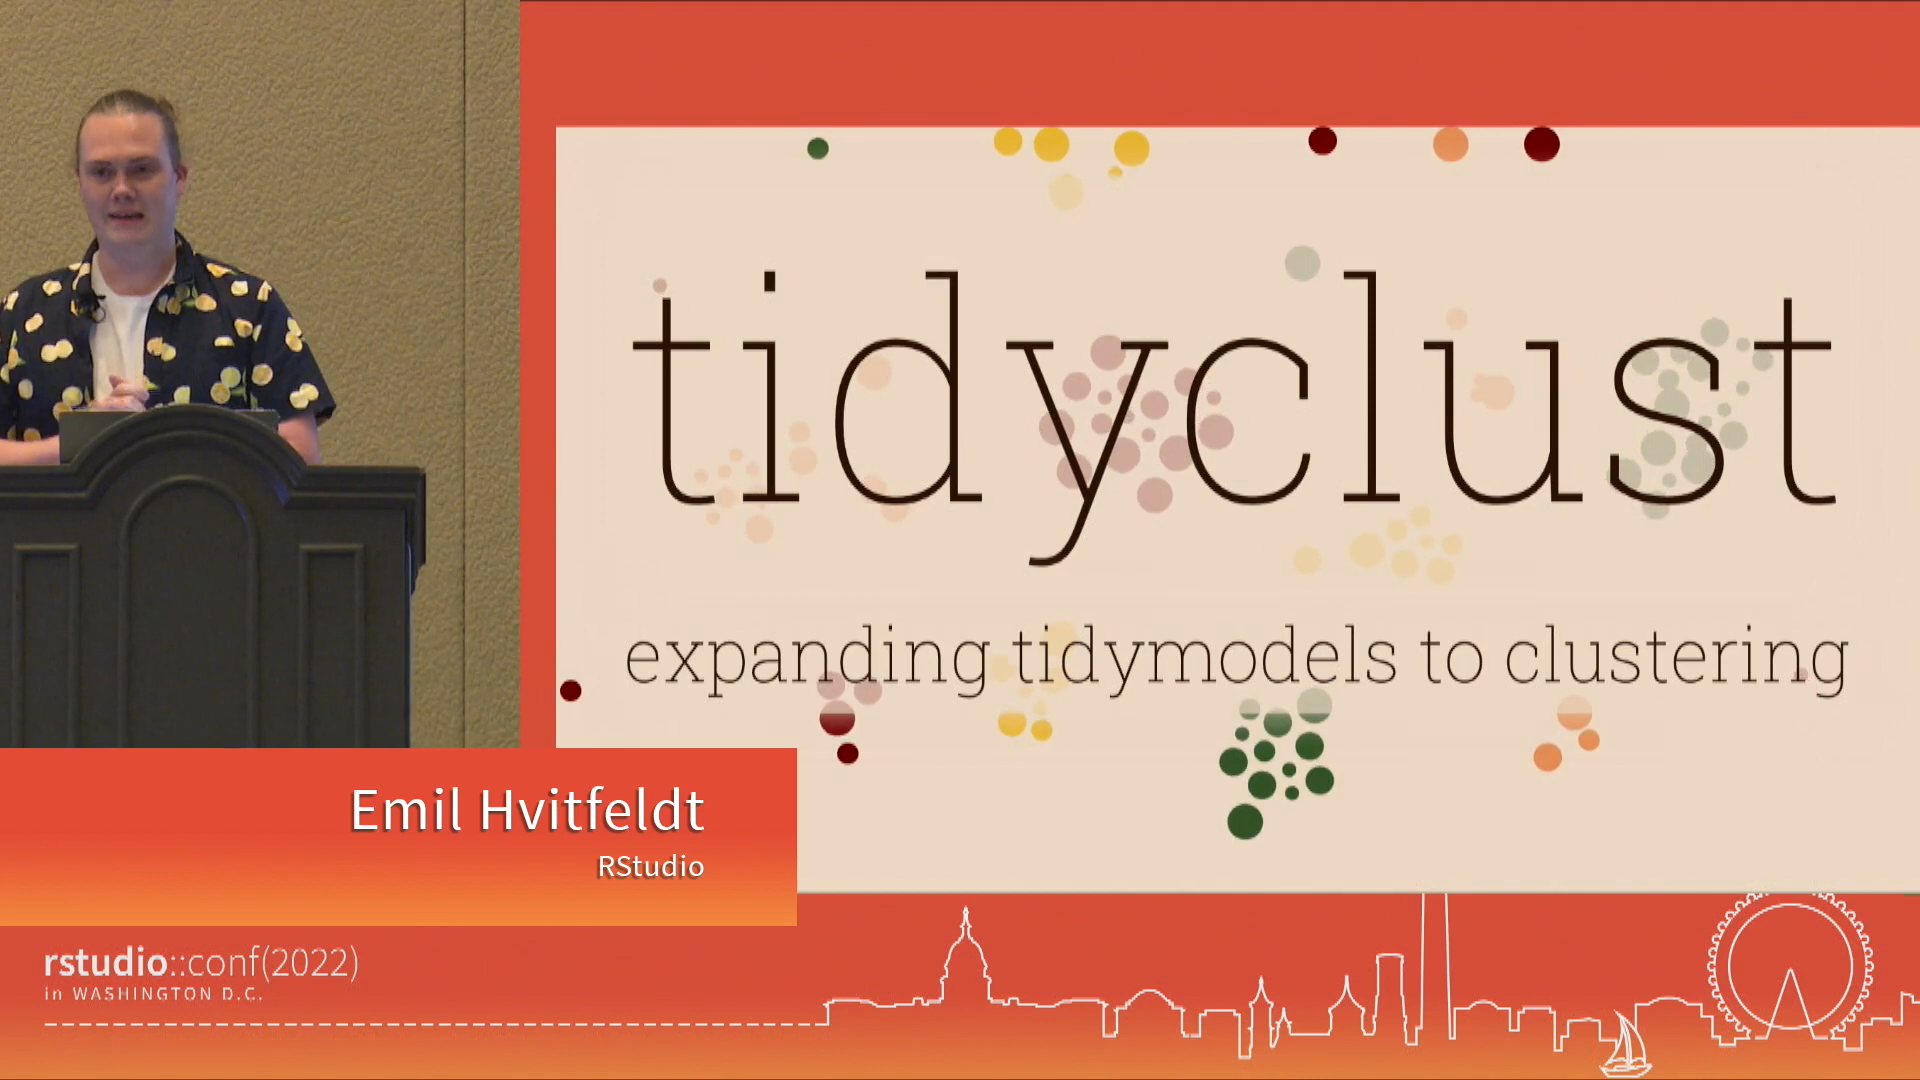 tidyclust
expanding tidymodels to clustering
Emil Hvitfeldt
RStudio
rstudio::conf(2022)
in WASHINGTON D.C.